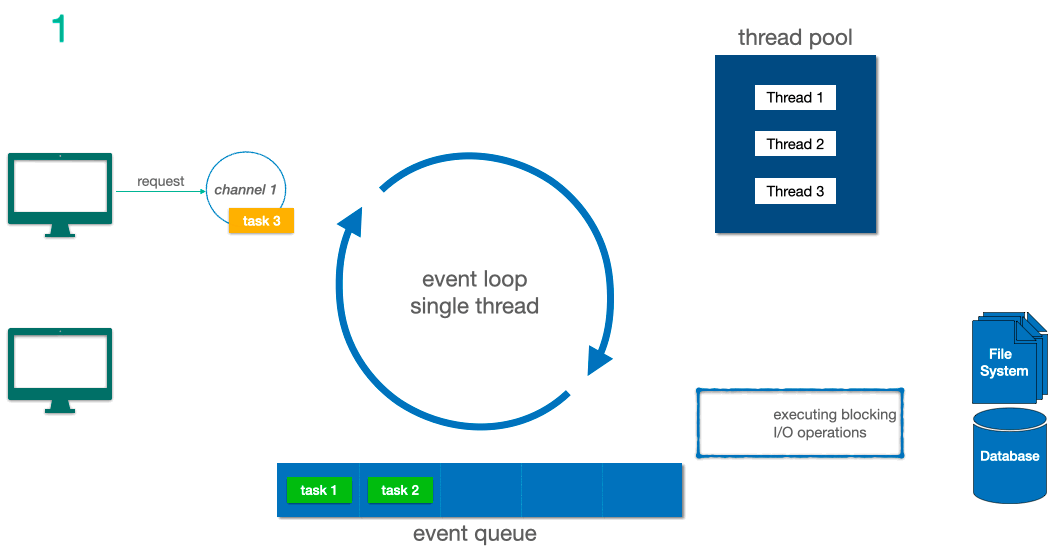 1
thread pool
Thread 1
Thread 2
Thread 3
request
channel 1
task 3
event loop
single thread
File
System
executing blocking
I/O operations
Database
task 1
task 2
event queue